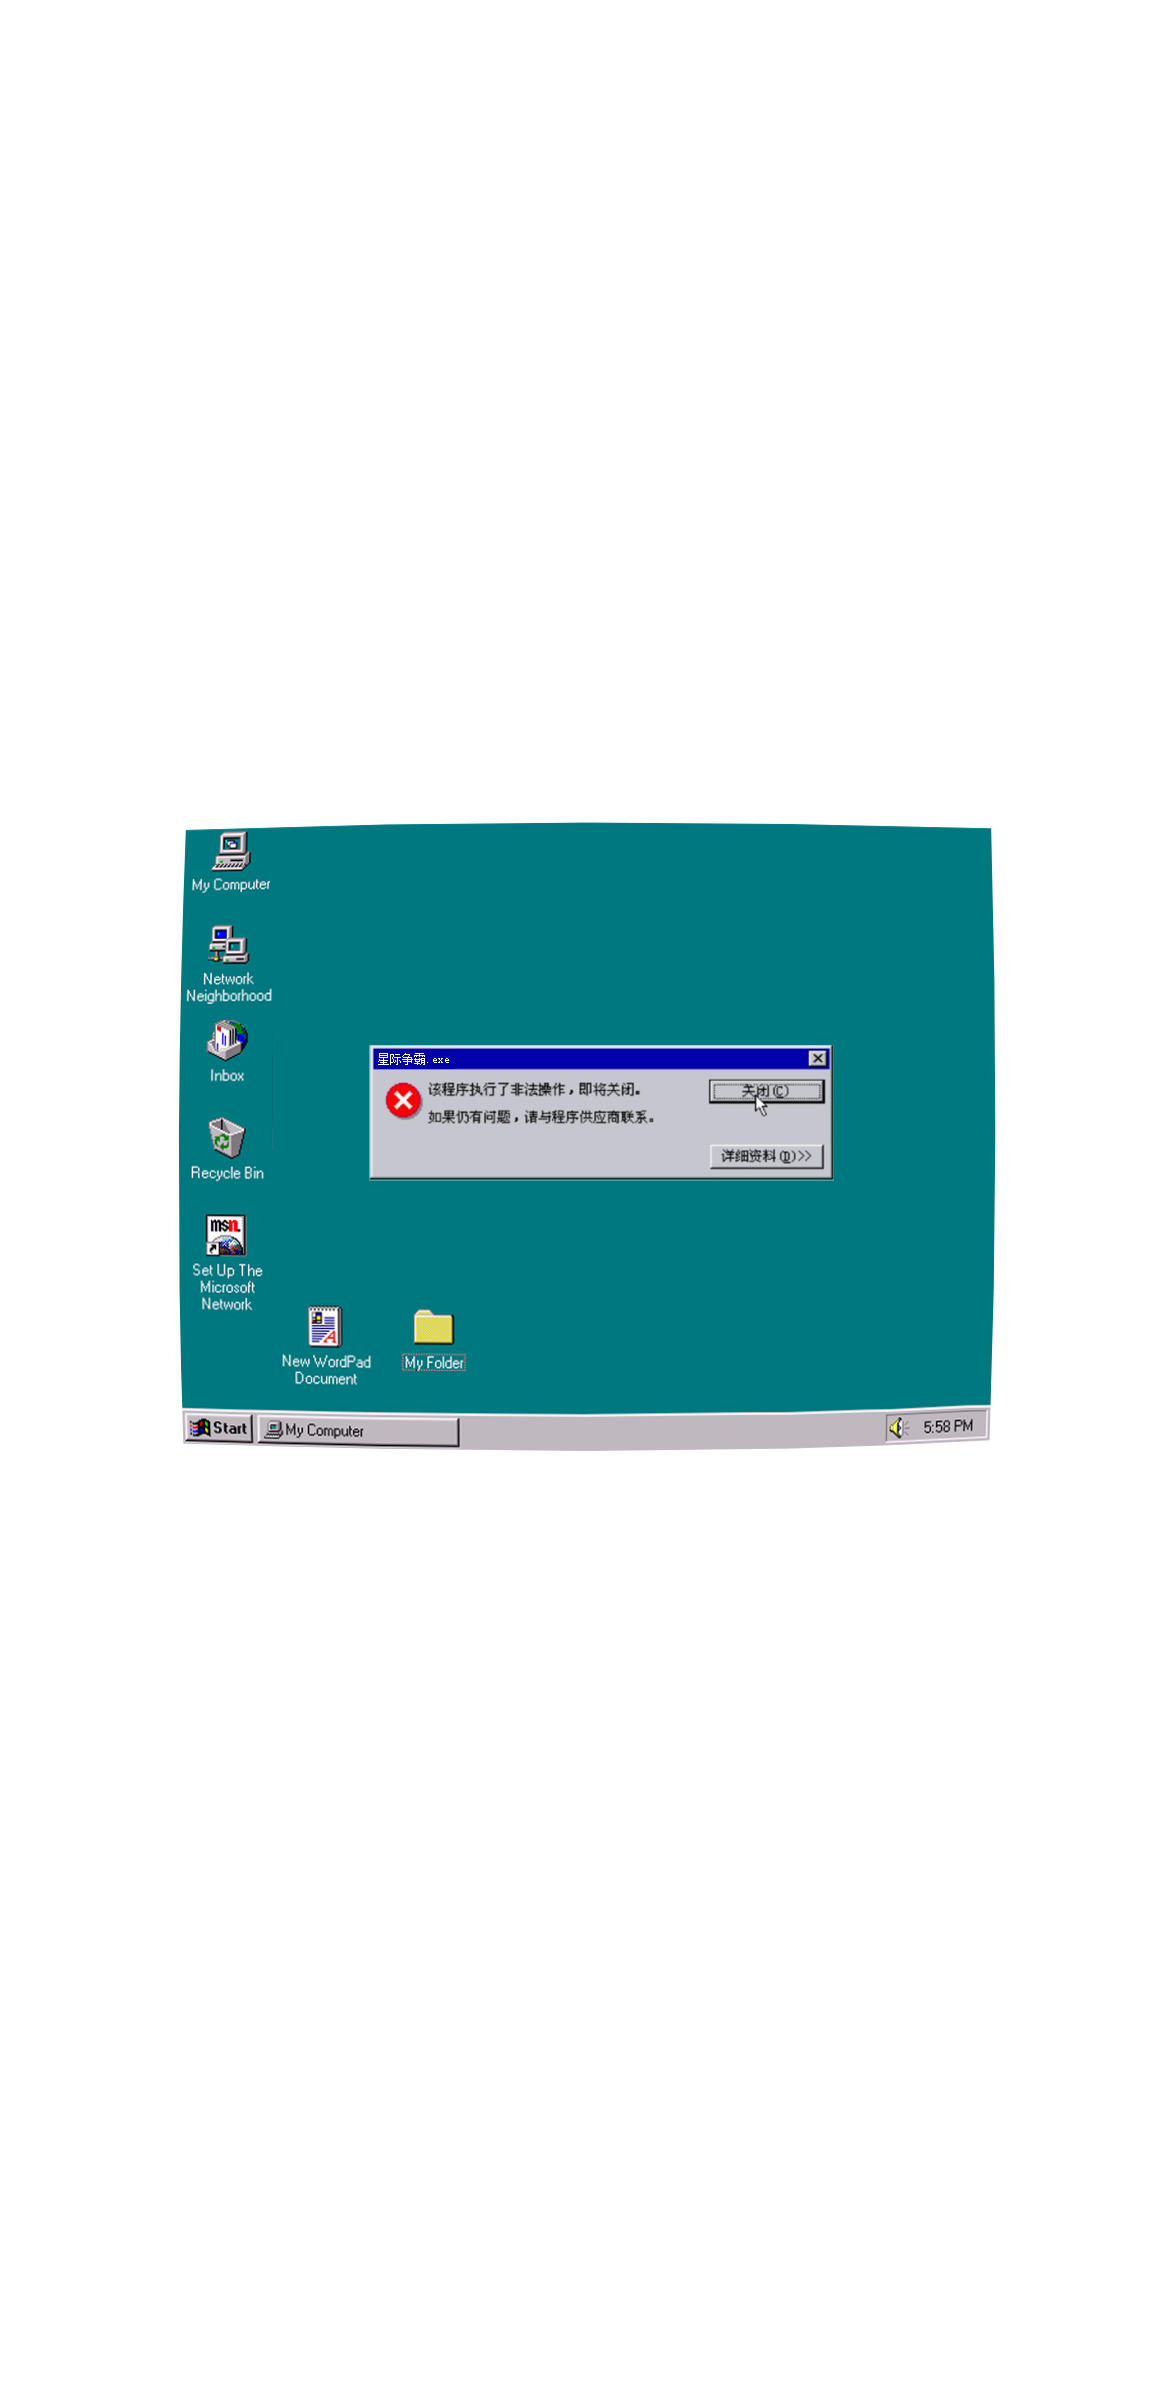 My Computer
Network
Neighborhood
Inbox
Recycle Bin
msn.
Set Up The
Microsoft
Network
New WordPad
Document
My Folder
星际争霸.exe
该程序执行了非法操作，即将关闭。
如果仍有问题，请与程序供应商联系。
关闭(C)
详细资料(D)>>
Start
My Computer
5:58 PM